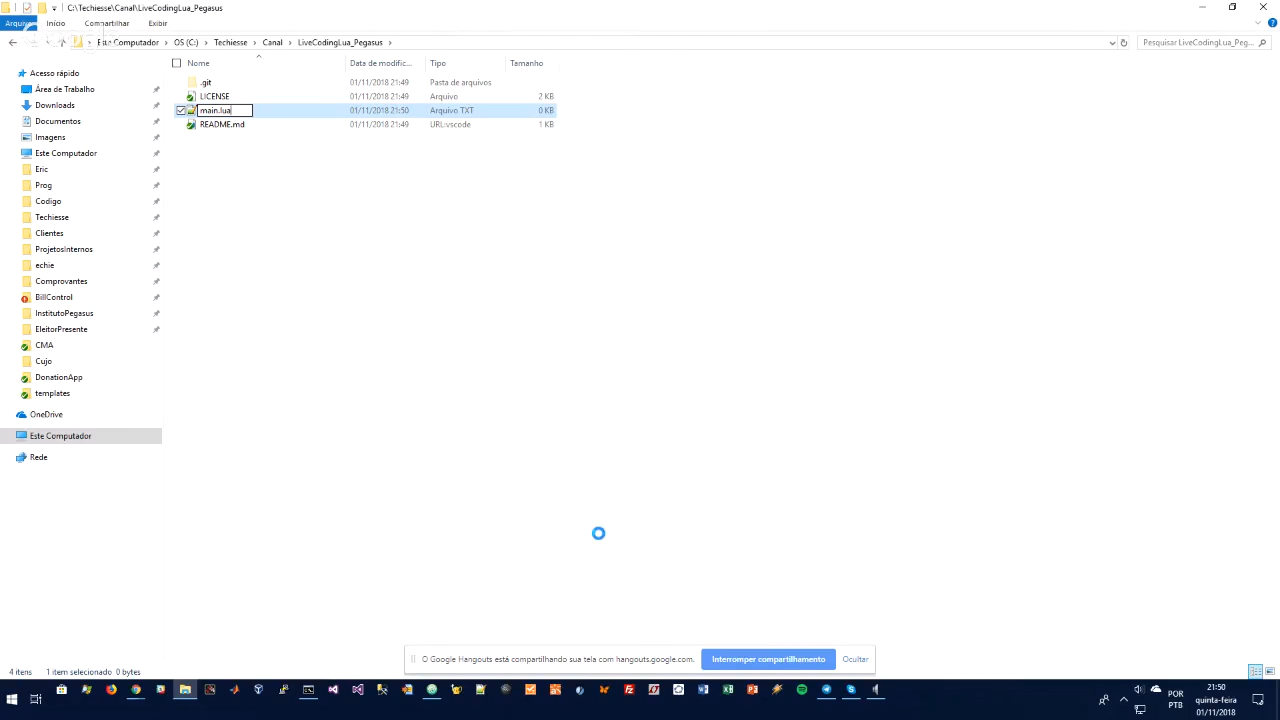 C:\Techiesse\Canal\LiveCodingLua_Pegasus
Arquivo Início Compartilhar Exibir
Este Computador OS (C:) Techiesse Canal LiveCodingLua_Pegasus Pesquisar LiveCodingLua_Peg...
Nome Data de modific... Tipo Tamanho
.git 01/11/2018 21:49 Pasta de arquivos
LICENSE 01/11/2018 21:49 Arquivo 2 KB
main.lua 01/11/2018 21:50 Arquivo TXT 0 KB
README.md 01/11/2018 21:49 URL:vscode 1 KB
Acesso rápido
Área de Trabalho
Downloads
Documentos
Imagens
Este Computador
Eric
Prog
Codigo
Techiesse
Clientes
ProjetosInternos
echie
Comprovantes
BillControl
InstitutoPegasus
EleitorPresente
CMA
Cujo
DonationApp
templates
OneDrive
Este Computador
Rede
O Google Hangouts está compartilhando sua tela com hangouts.google.com. Interromper compartilhamento Ocultar
4 itens 1 item selecionado 0 bytes
POR
PTB
21:50
quinta-feira
01/11/2018